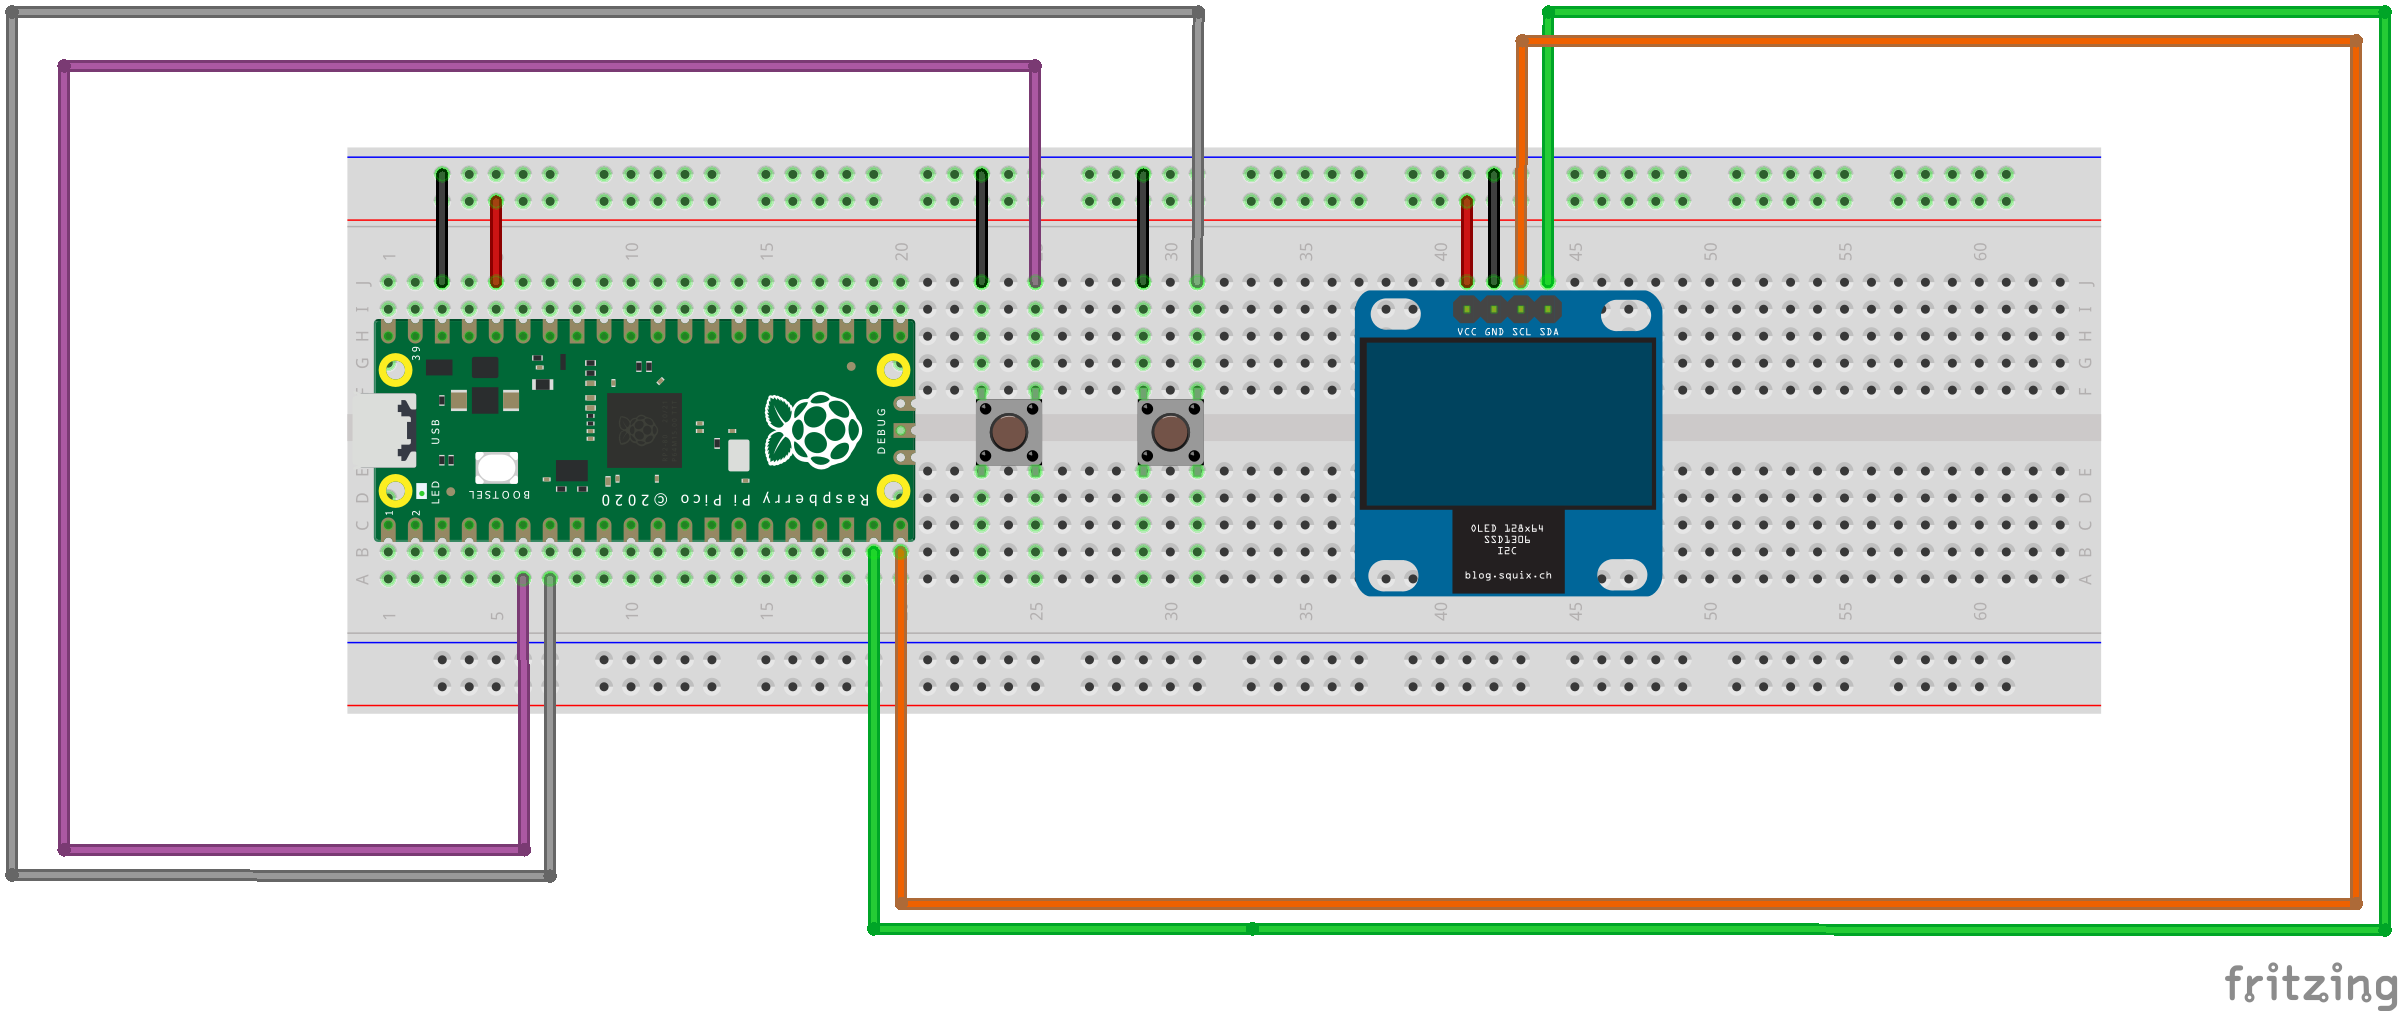 1 10 15 20 30 35 40 45 50 55 60
J J
I I
H H
G G
F F
E E
D D
C C
B B
A A
39
USB
DEBUG
LED
BOOTSEL
Raspberry Pi Pico ©2020
1 2
VCC GND SCL SDA
OLED 128x64
SSD1306
I2C
blog.squix.ch
1 5 10 15 25 30 35 40 45 50 55 60
fritzing